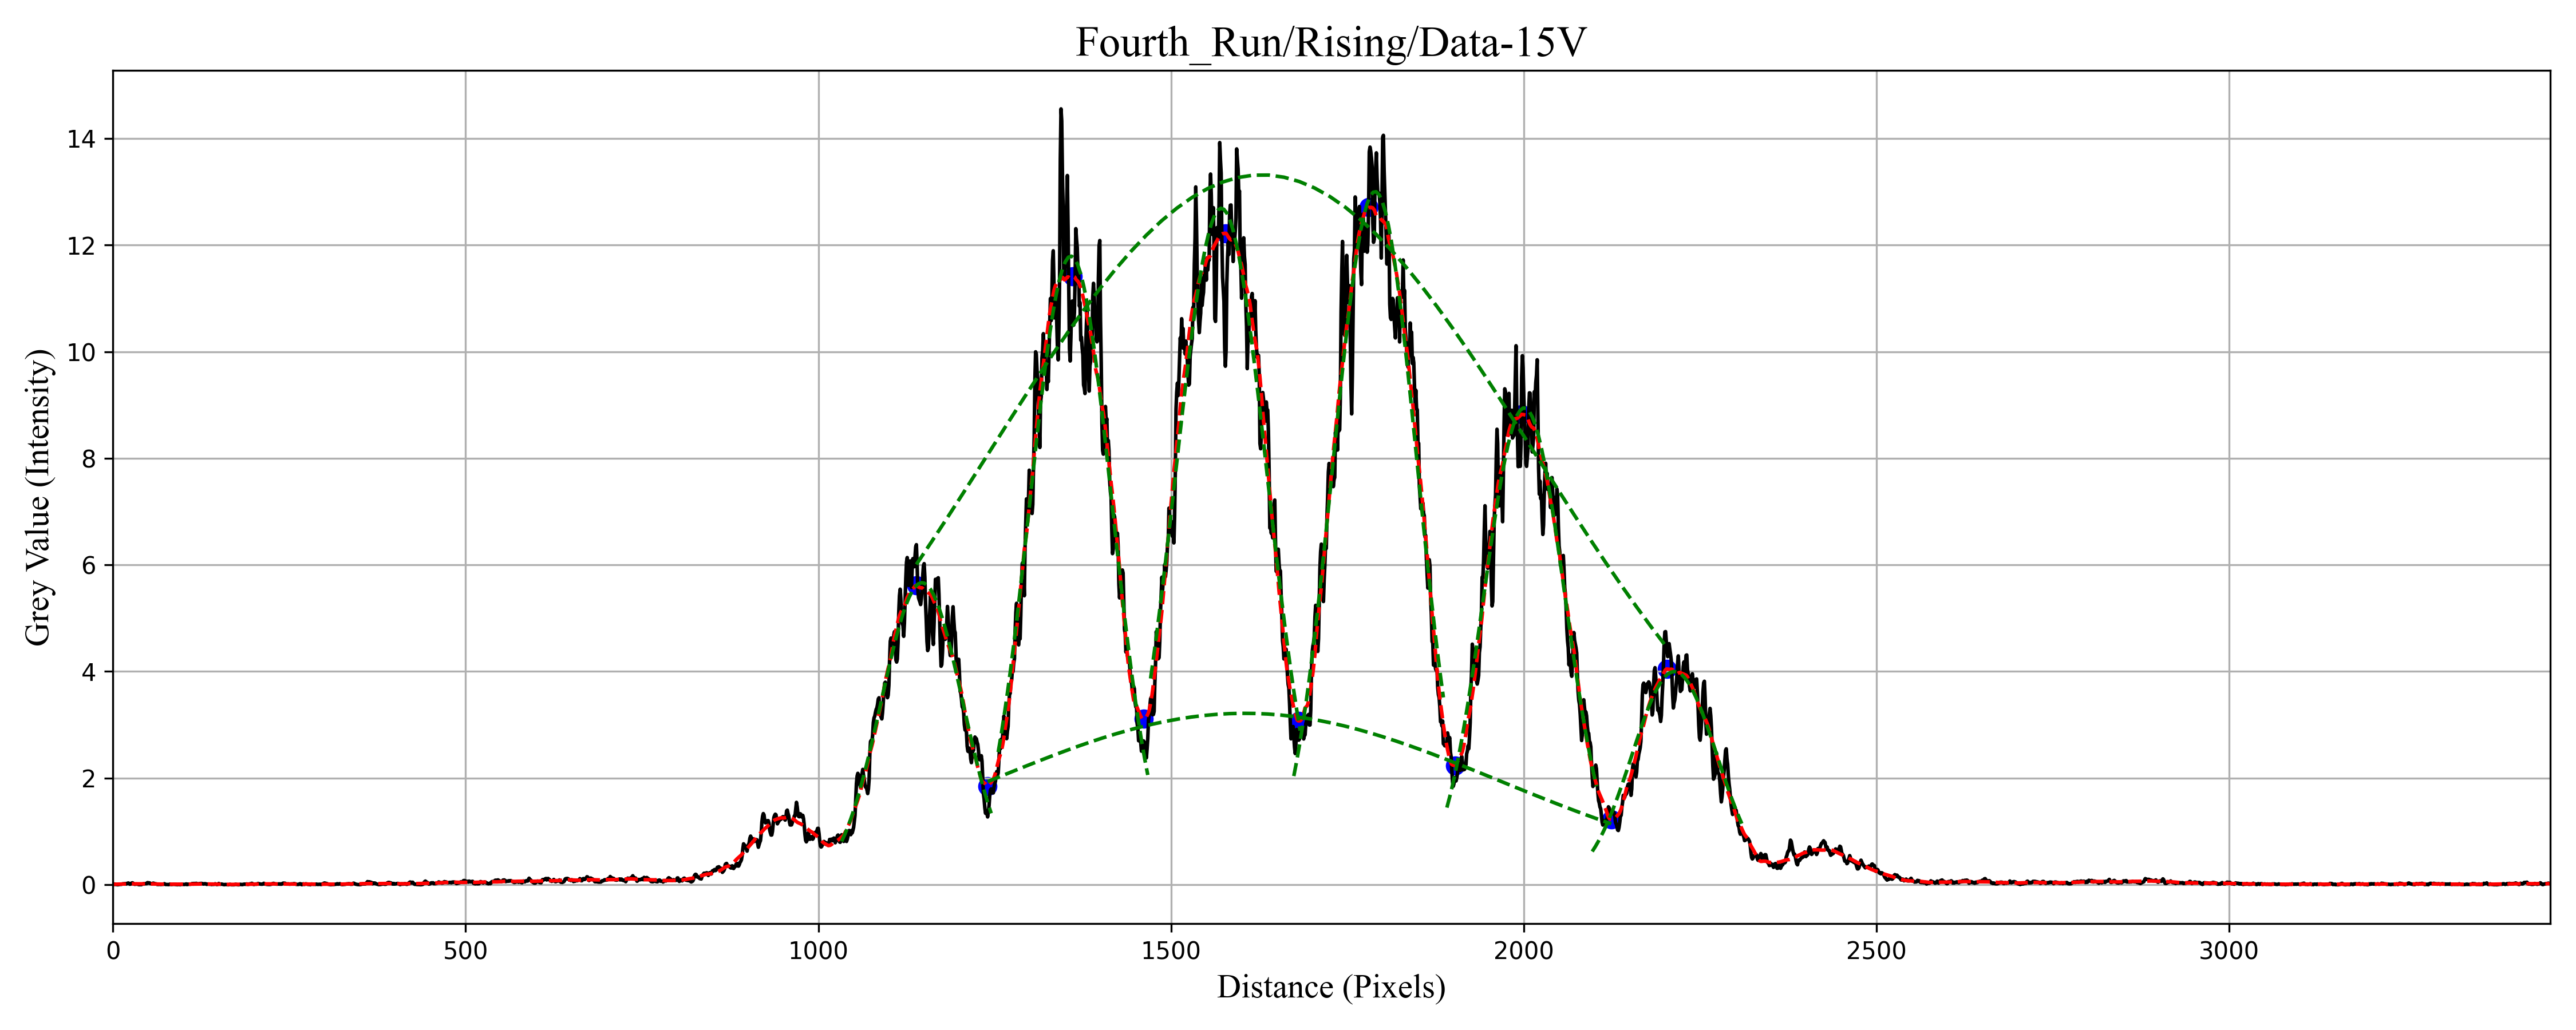 Fourth_Run/Rising/Data-15V
Grey Value (Intensity)
14
12
10
8
6
4
2
0
0 500 1000 1500 2000 2500 3000
Distance (Pixels)